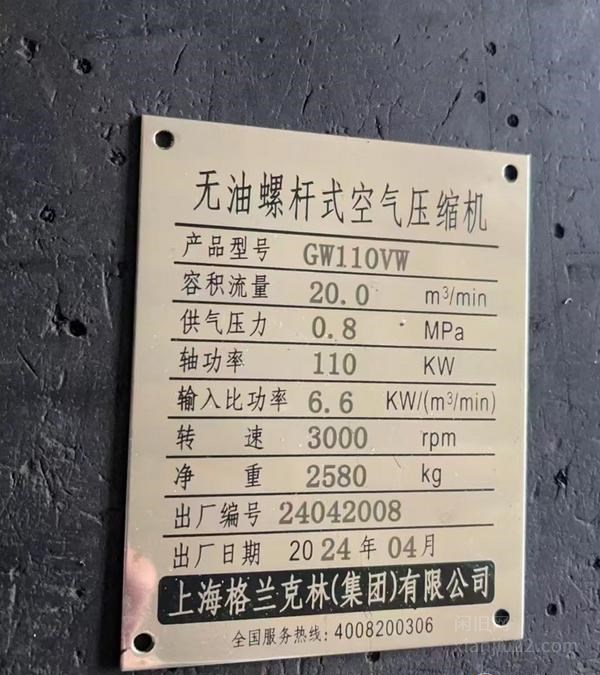 无油螺杆式空气压缩机
产品型号 GW110VW
容积流量 20.0 m³/min
供气压力 0.8 MPa
轴功率 110 KW
输入比功率 6.6 KW/(m³/min)
转 速 3000 rpm
净 重 2580 kg
出厂编号 24042008
出厂日期 2024年04月
上海格兰克林(集团)有限公司
全国服务热线: 4008200306